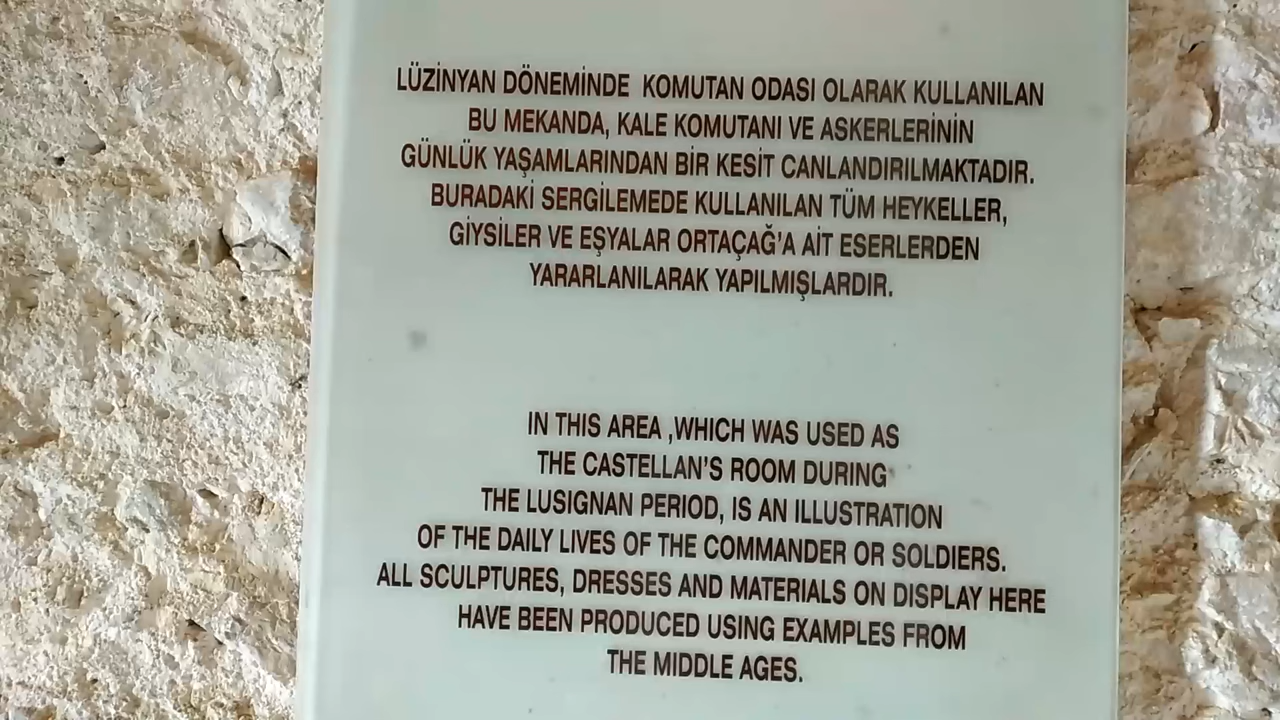 LÜZİNYAN DÖNEMİNDE KOMUTAN ODASI OLARAK KULLANILAN
BU MEKANDA, KALE KOMUTANI VE ASKERLERİNİN
GÜNLÜK YAŞAMLARINDAN BİR KESİT CANLANDIRILMAKTADIR.
BURADAKİ SERGİLEMEDE KULLANILAN TÜM HEYKELLER,
GİYSİLER VE EŞYALAR ORTAÇAĞ'A AİT ESERLERDEN
YARARLANILARAK YAPILMIŞLARDIR.
IN THIS AREA ,WHICH WAS USED AS
THE CASTELLAN'S ROOM DURING
THE LUSIGNAN PERIOD, IS AN ILLUSTRATION
OF THE DAILY LIVES OF THE COMMANDER OR SOLDIERS.
ALL SCULPTURES, DRESSES AND MATERIALS ON DISPLAY HERE
HAVE BEEN PRODUCED USING EXAMPLES FROM
THE MIDDLE AGES.